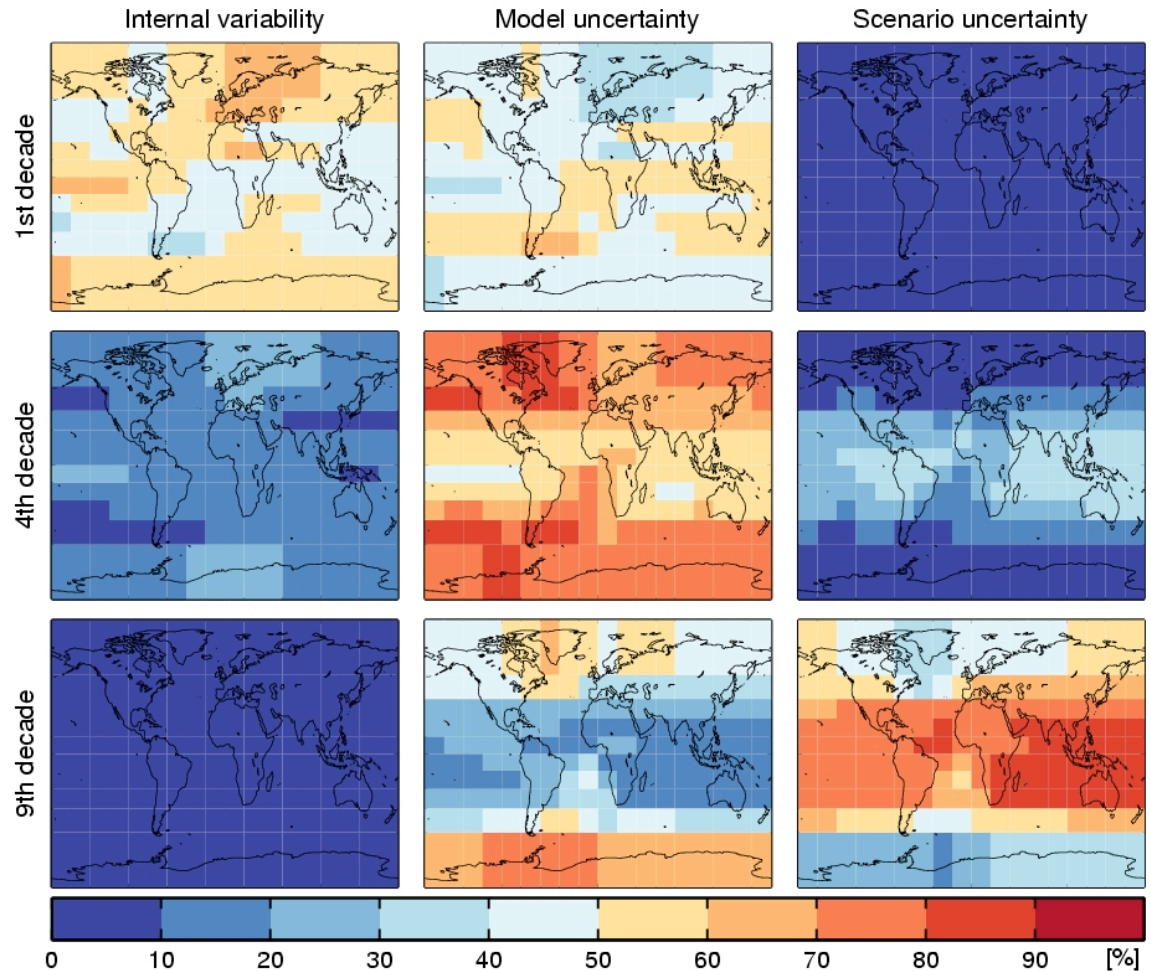 Internal variability
Model uncertainty
Scenario uncertainty
1st decade
4th decade
9th decade
0 10 20 30 40 50 60 70 80 90 [%]